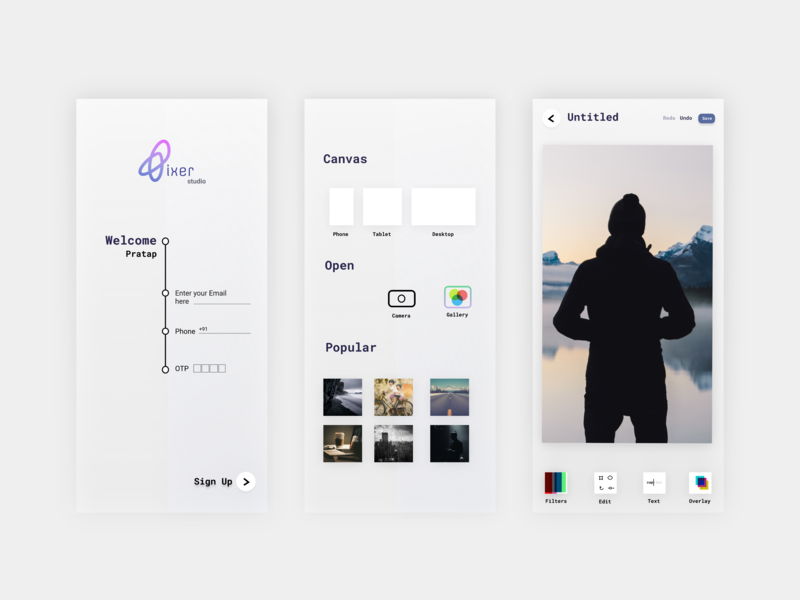 ixer
studio
Welcome
Pratap
Enter your Email
here
Phone +91
OTP
Sign Up
Canvas
Phone Tablet Desktop
Open
Camera Gallery
Popular
Untitled Redo Undo Save
Filters Edit Text Overlay